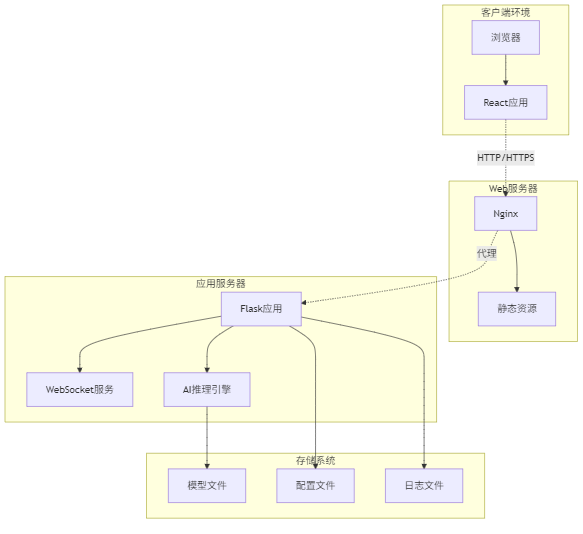 客户端环境
浏览器
React应用
HTTP/HTTPS
Web服务器
Nginx
代理
静态资源
应用服务器
Flask应用
WebSocket服务
AI推理引擎
存储系统
模型文件
配置文件
日志文件